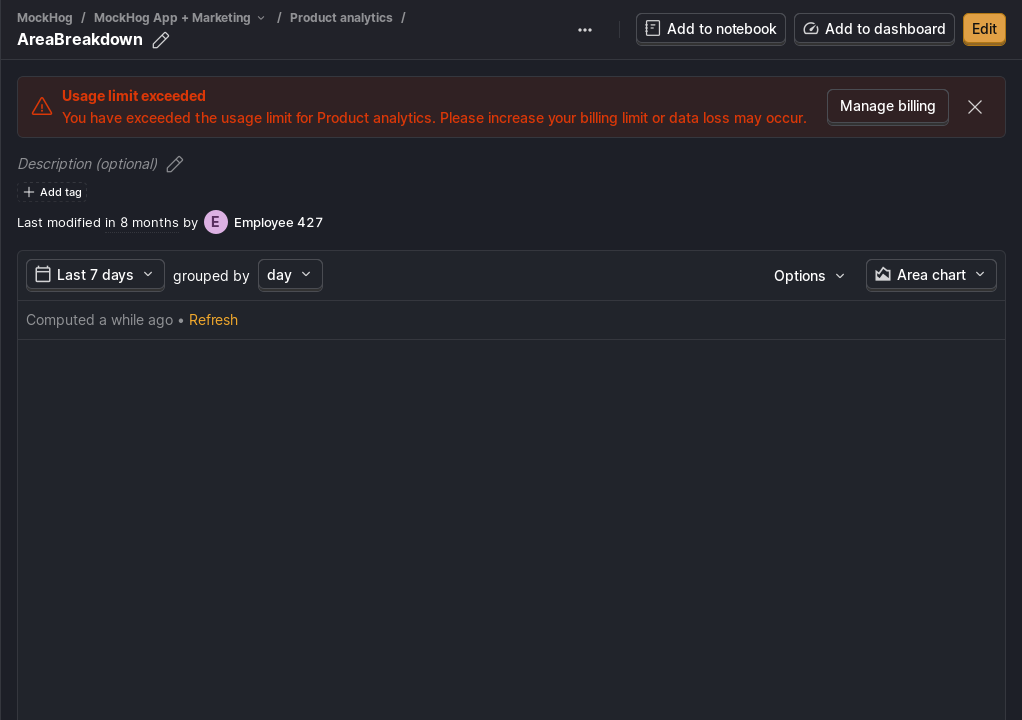 MockHog / MockHog App + Marketing / Product analytics /
AreaBreakdown
Add to notebook
Add to dashboard
Edit
Usage limit exceeded
You have exceeded the usage limit for Product analytics. Please increase your billing limit or data loss may occur.
Manage billing
Description (optional)
Add tag
Last modified in 8 months by E Employee 427
Last 7 days grouped by day
Options
Area chart
Computed a while ago • Refresh